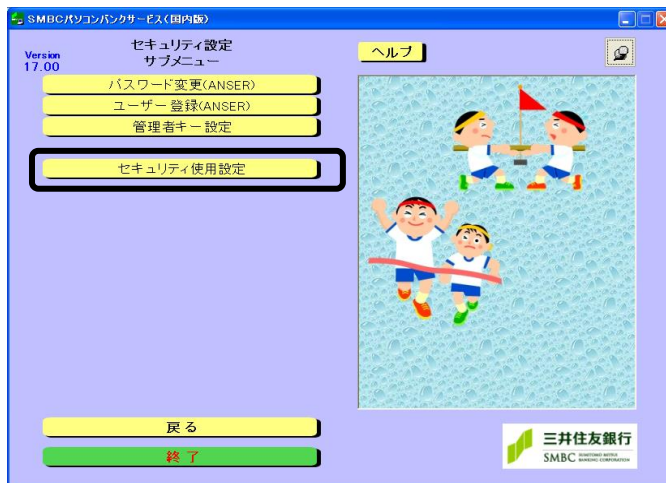 SMBCパソコンバンクサービス(国内版)
セキュリティ設定
サブメニュー
Version
17.00
ヘルプ
パスワード変更(ANSER)
ユーザー登録(ANSER)
管理者キー設定
セキュリティ使用設定
戻る
終了
三井住友銀行
SMBC SUMITOMO MITSUI
BANKING CORPORATION